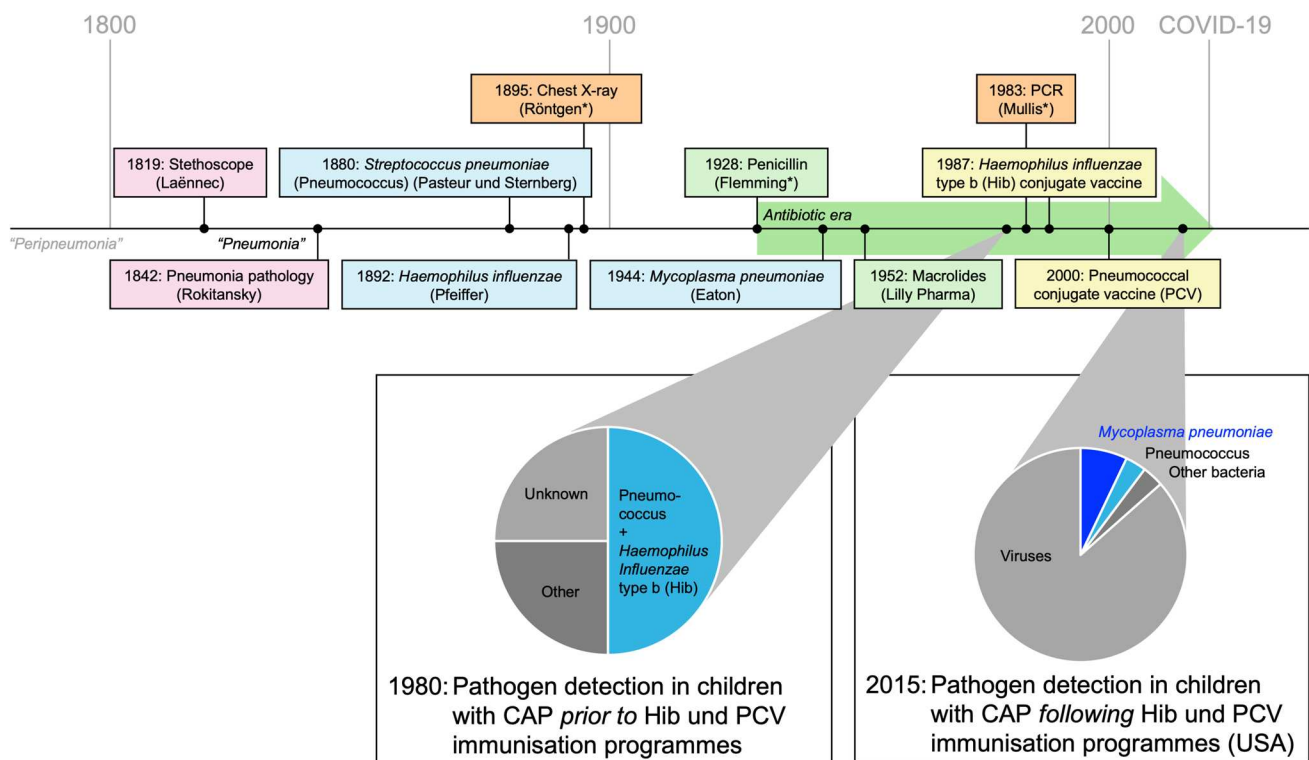 1800
1900
2000
COVID-19
1895: Chest X-ray
(Röntgen*)
1983: PCR
(Mullis*)
1819: Stethoscope
(Laënnec)
1880: Streptococcus pneumoniae
(Pneumococcus) (Pasteur und Sternberg)
1928: Penicillin
(Flemming*)
1987: Haemophilus influenzae
type b (Hib) conjugate vaccine
Antibiotic era
“Peripneumonia”
“Pneumonia”
1842: Pneumonia pathology
(Rokitansky)
1892: Haemophilus influenzae
(Pfeiffer)
1944: Mycoplasma pneumoniae
(Eaton)
1952: Macrolides
(Lilly Pharma)
2000: Pneumococcal
conjugate vaccine (PCV)
Unknown
Other
Pneumo-
coccus
+
Haemophilus
Influenzae
type b (Hib)
1980: Pathogen detection in children
with CAP prior to Hib und PCV
immunisation programmes
Mycoplasma pneumoniae
Pneumococcus
Other bacteria
Viruses
2015: Pathogen detection in children
with CAP following Hib und PCV
immunisation programmes (USA)